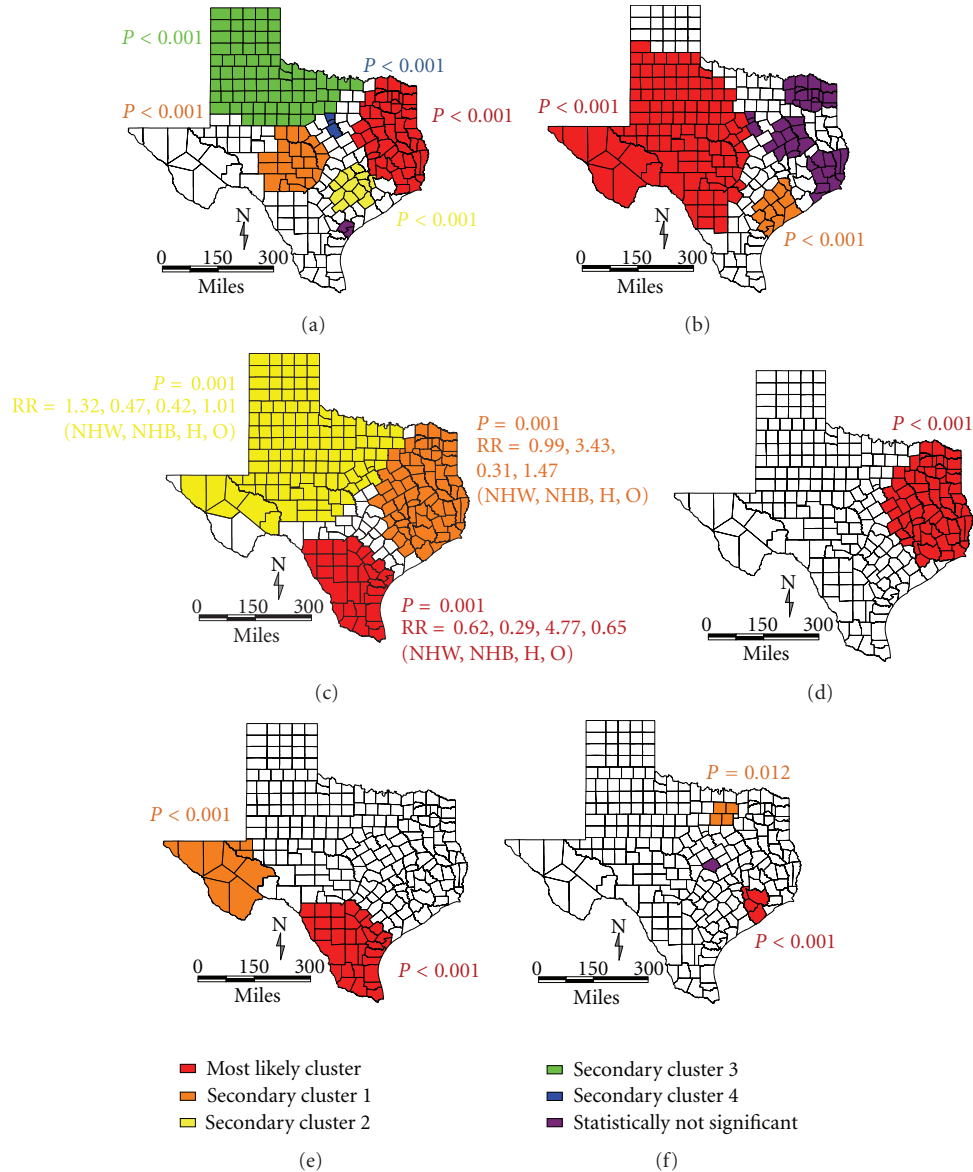 P < 0.001
P < 0.001
P < 0.001
P < 0.001
P < 0.001
N
0 150 300
Miles
(a)
P < 0.001
P < 0.001
N
0 150 300
Miles
(b)
P = 0.001
RR = 1.32, 0.47, 0.42, 1.01
(NHW, NHB, H, O)
P = 0.001
RR = 0.99, 3.43,
0.31, 1.47
(NHW, NHB, H, O)
N
0 150 300
Miles
P = 0.001
RR = 0.62, 0.29, 4.77, 0.65
(NHW, NHB, H, O)
(c)
P < 0.001
N
0 150 300
Miles
(d)
P < 0.001
N
0 150 300
Miles
P < 0.001
P = 0.012
N
0 150 300
Miles
P < 0.001
Most likely cluster
Secondary cluster 1
Secondary cluster 2
(e)
Secondary cluster 3
Secondary cluster 4
Statistically not significant
(f)